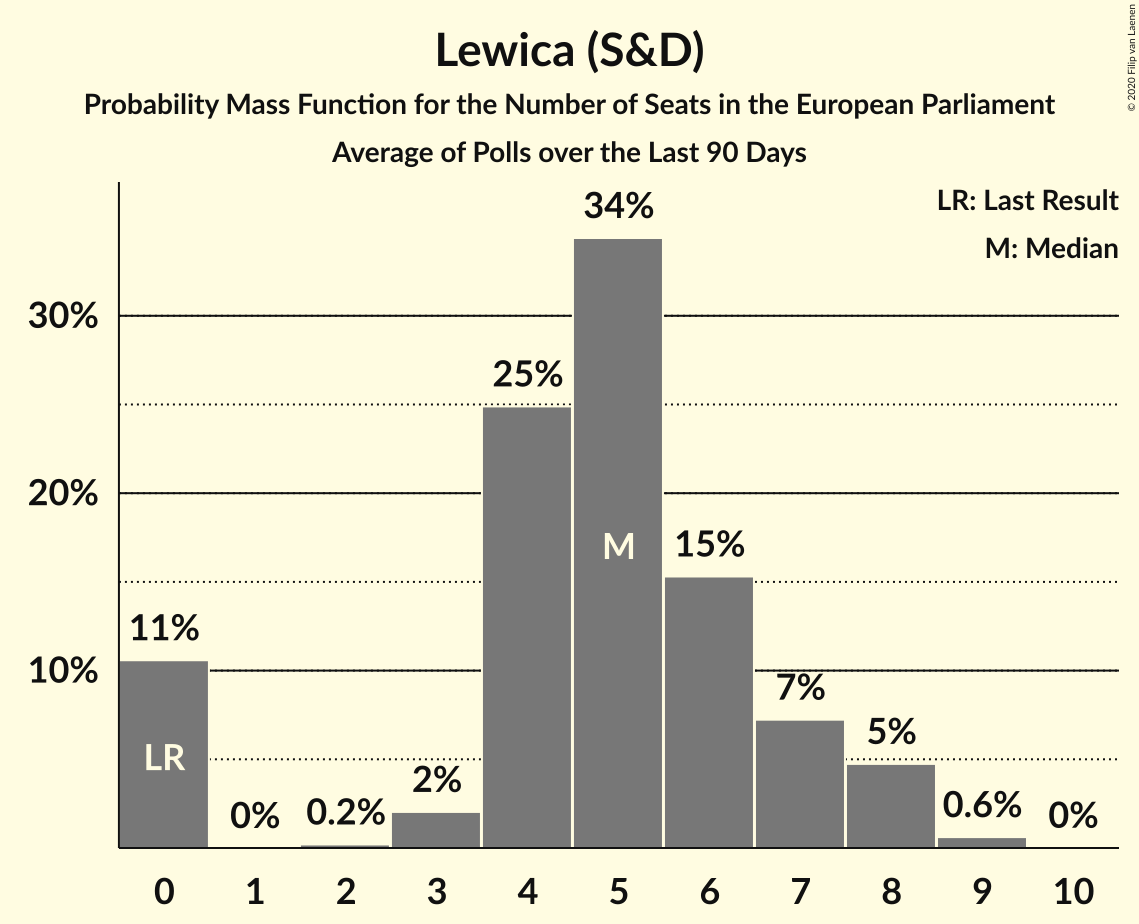 Lewica (S&D)
Probability Mass Function for the Number of Seats in the European Parliament
Average of Polls over the Last 90 Days
© 2020 Filip van Laenen
LR: Last Result
M: Median
34%
30%
25%
20%
M
15%
11%
10%
7%
LR
5%
2%
0%
0.2%
0.6%
0%
0 1 2 3 4 5 6 7 8 9 10